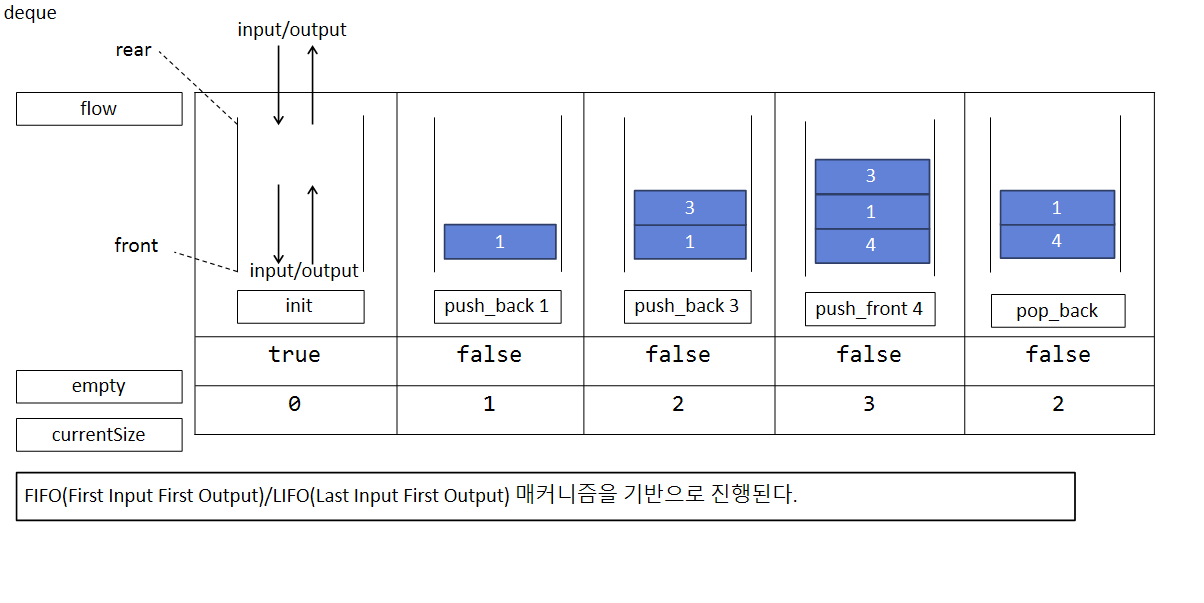 deque
input/output
rear
flow
front
input/output
init
1
push_back 1
3
1
push_back 3
3
1
4
push_front 4
1
4
pop_back
true false false false false
empty
0 1 2 3 2
currentSize
FIFO(First Input First Output)/LIFO(Last Input First Output) 매커니즘을 기반으로 진행된다.